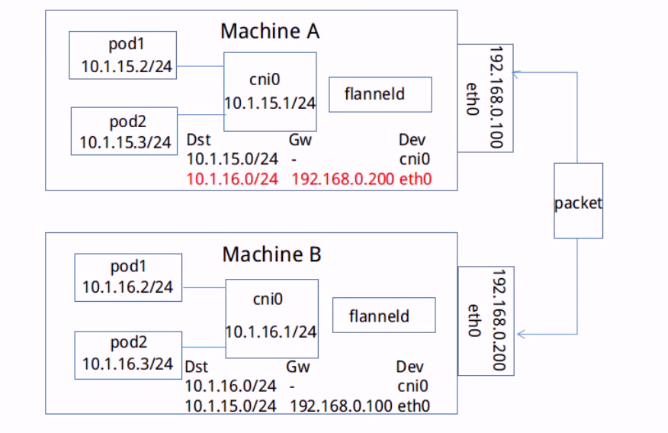 Machine A
pod1
10.1.15.2/24
cni0
10.1.15.1/24
flanneld
pod2
10.1.15.3/24
Dst Gw Dev
10.1.15.0/24 - cni0
10.1.16.0/24 192.168.0.200 eth0
192.168.0.100
eth0
packet
Machine B
pod1
10.1.16.2/24
cni0
10.1.16.1/24
flanneld
pod2
10.1.16.3/24
Dst Gw Dev
10.1.16.0/24 - cni0
10.1.15.0/24 192.168.0.100 eth0
192.168.0.200
eth0